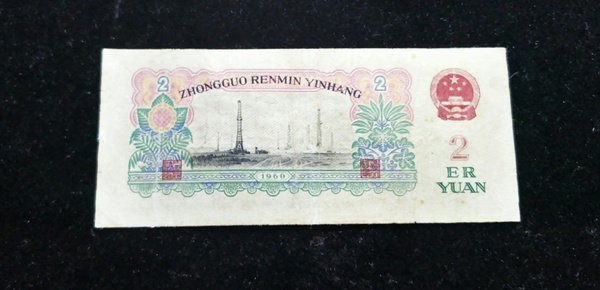 2
2
ZHONGGUO RENMIN YINHANG
1960
2
ER
YUAN